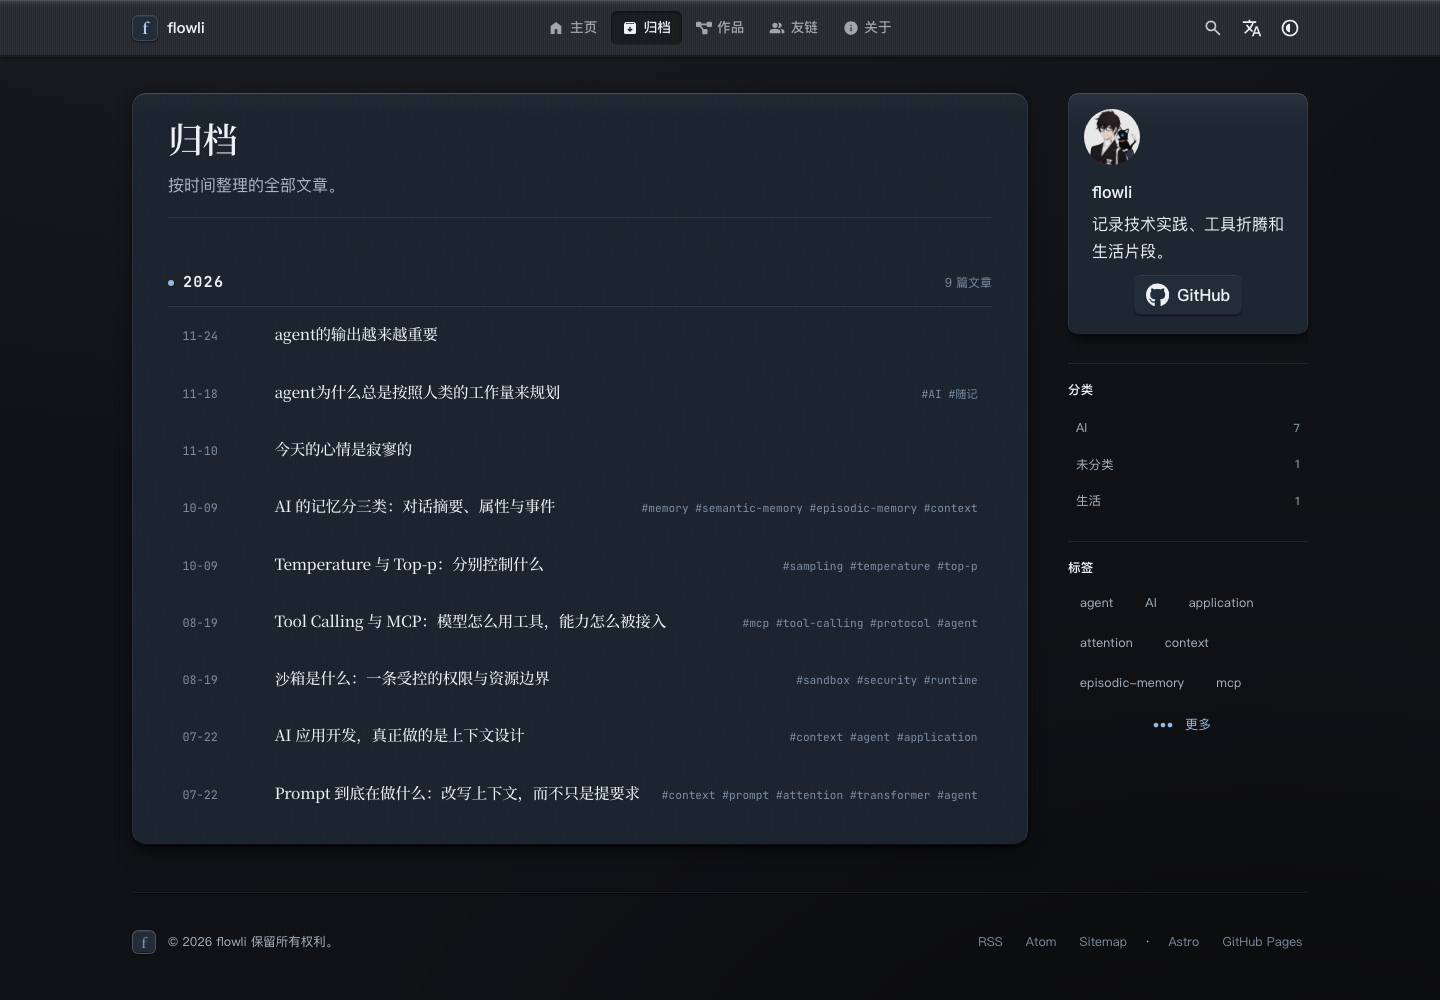 f flowli 主页 归档 作品 友链 关于
归档
按时间整理的全部文章。
2026 9 篇文章
11-24 agent的输出越来越重要
11-18 agent为什么总是按照人类的工作量来规划 #AI #随记
11-10 今天的心情是寂寥的
10-09 AI 的记忆分三类：对话摘要、属性与事件 #memory #semantic-memory #episodic-memory #context
10-09 Temperature 与 Top-p：分别控制什么 #sampling #temperature #top-p
08-19 Tool Calling 与 MCP：模型怎么用工具，能力怎么被接入 #mcp #tool-calling #protocol #agent
08-19 沙箱是什么：一条受控的权限与资源边界 #sandbox #security #runtime
07-22 AI 应用开发，真正做的是上下文设计 #context #agent #application
07-22 Prompt 到底在做什么：改写上下文，而不只是提要求 #context #prompt #attention #transformer #agent
flowli
记录技术实践、工具折腾和
生活片段。
GitHub
分类
AI 7
未分类 1
生活 1
标签
agent AI application
attention context
episodic-memory mcp
••• 更多
f © 2026 flowli 保留所有权利。 RSS Atom Sitemap · Astro GitHub Pages